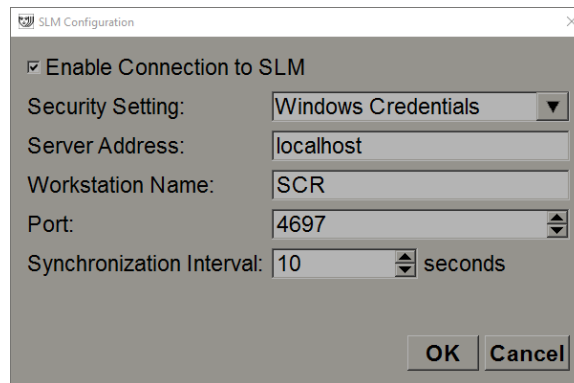 SLM Configuration
Enable Connection to SLM
Security Setting: Windows Credentials
Server Address: localhost
Workstation Name: SCR
Port: 4697
Synchronization Interval: 10 seconds
OK Cancel